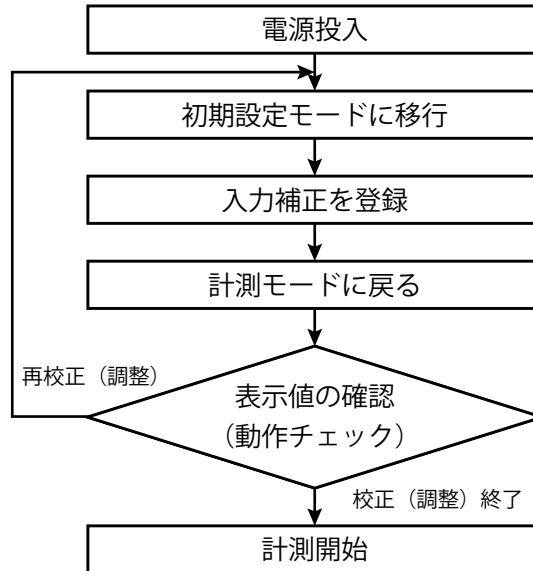 電源投入
初期設定モードに移行
入力補正を登録
計測モードに戻る
再校正（調整）
表示値の確認
（動作チェック）
校正（調整）終了
計測開始